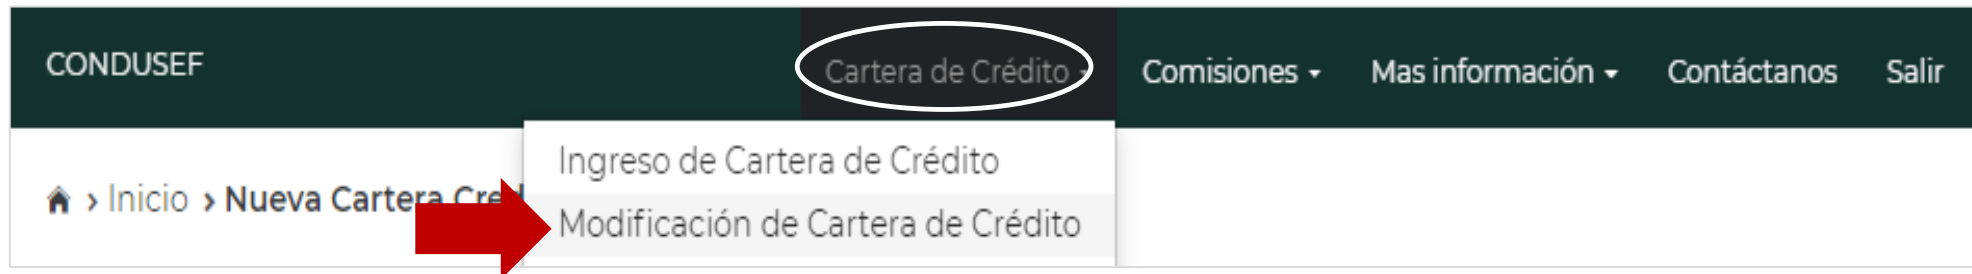 CONDUSEF Cartera de Crédito Comisiones Mas información Contáctanos Salir
Ingreso de Cartera de Crédito
Inicio › Nueva Cartera Cred
Modificación de Cartera de Crédito